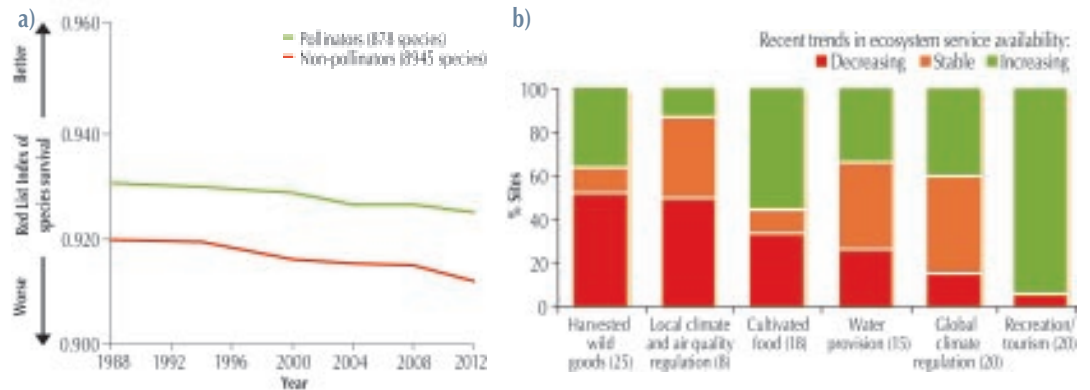 a)
Better
Red List Index of
species survival
Worse
0.960
0.940
0.920
0.900
Pollinators (878 species)
Non-pollinators (8945 species)
1988 1992 1996 2000 2004 2008 2012
Year
b)
Recent trends in ecosystem service availability:
Decreasing Stable Increasing
% Sites
100
80
60
40
20
0
Harvested
wild
goods (25)
Local climate
and air quality
regulation (8)
Cultivated
food (18)
Water
provision (15)
Global
climate
regulation (20)
Recreation/
tourism (20)